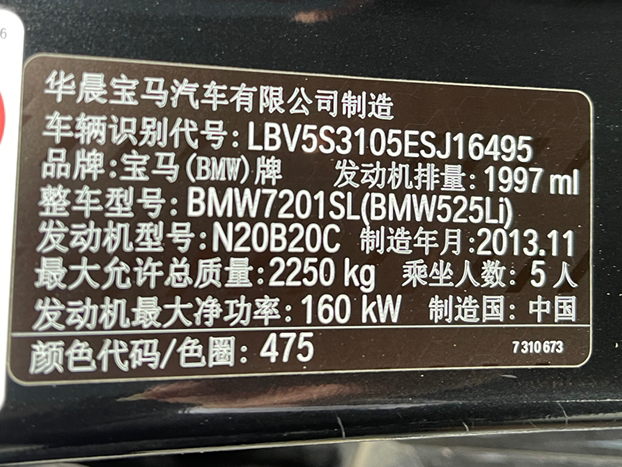 6
华晨宝马汽车有限公司制造
车辆识别代号: LBV5S3105ESJ16495
品牌: 宝马(BMW)牌 发动机排量: 1997 ml
整车型号: BMW7201SL(BMW525Li)
发动机型号: N20B20C 制造年月: 2013.11
最大允许总质量: 2250 kg 乘坐人数: 5 人
发动机最大净功率: 160 kW 制造国: 中国
颜色代码/色圈: 475 7 310 673